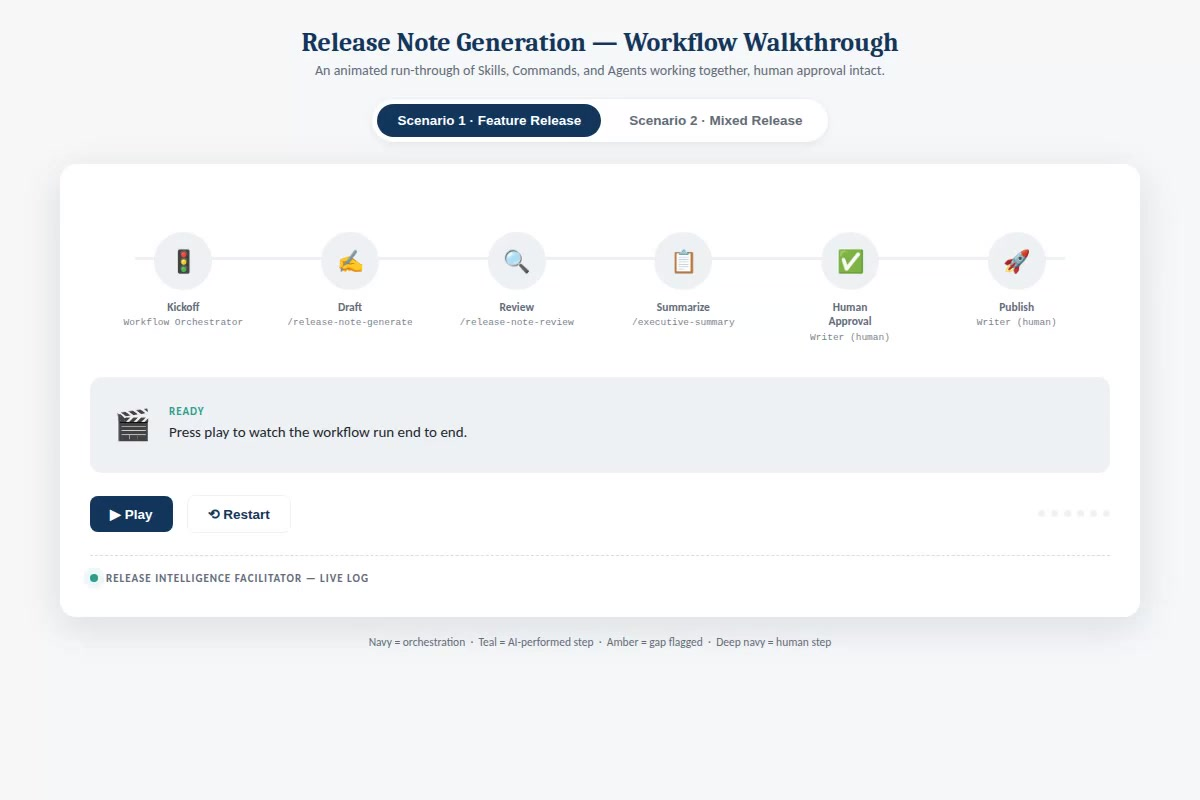 Release Note Generation — Workflow Walkthrough
An animated run-through of Skills, Commands, and Agents working together, human approval intact.
Scenario 1 · Feature Release
Scenario 2 · Mixed Release
Kickoff
Workflow Orchestrator
Draft
/release-note-generate
Review
/release-note-review
Summarize
/executive-summary
Human
Approval
Writer (human)
Publish
Writer (human)
READY
Press play to watch the workflow run end to end.
▶ Play
⟲ Restart
RELEASE INTELLIGENCE FACILITATOR — LIVE LOG
Navy = orchestration · Teal = AI-performed step · Amber = gap flagged · Deep navy = human step